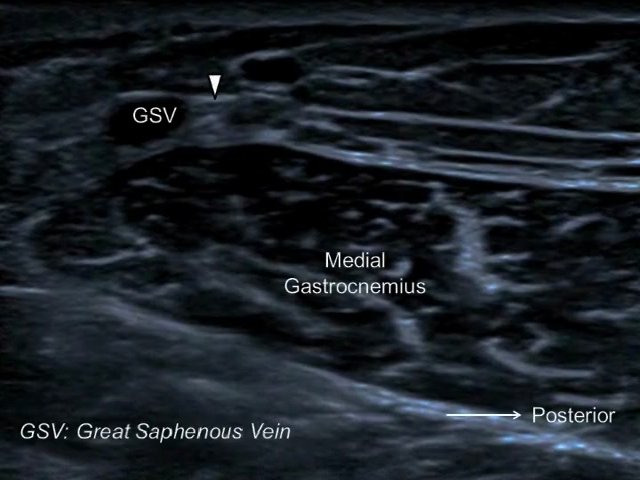 GSV
Medial
Gastrocnemius
Posterior
GSV: Great Saphenous Vein